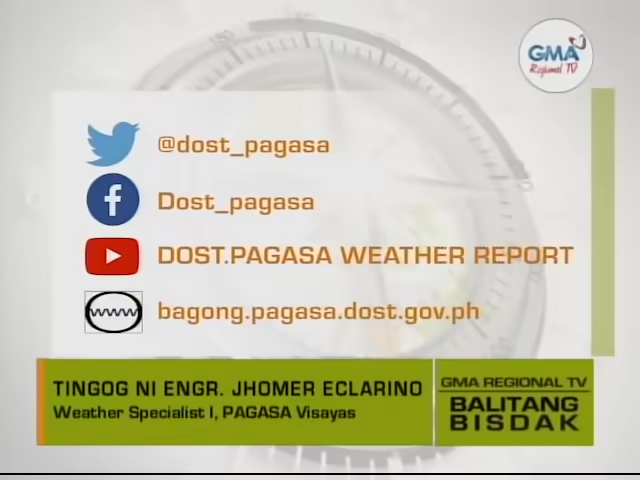 GMA
Regional TV
@dost_pagasa
Dost_pagasa
DOST.PAGASA WEATHER REPORT
www
bagong.pagasa.dost.gov.ph
TINGOG NI ENGR. JHOMER ECLARINO
Weather Specialist I, PAGASA Visayas
GMA REGIONAL TV
BALITANG
BISDAK